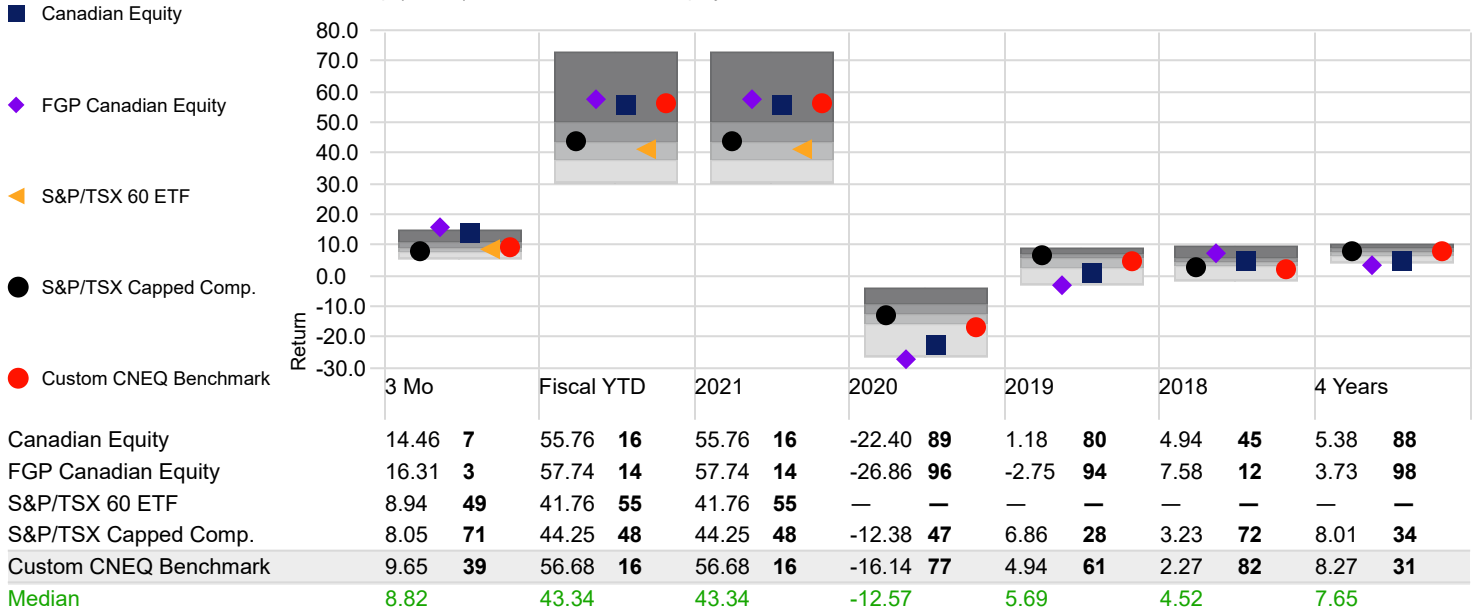 Canadian Equity
FGP Canadian Equity
S&P/TSX 60 ETF
S&P/TSX Capped Comp.
Custom CNEQ Benchmark
80.0
70.0
60.0
50.0
40.0
30.0
20.0
10.0
0.0
-10.0
-20.0
-30.0
Return
3 Mo Fiscal YTD 2021 2020 2019 2018 4 Years
Canadian Equity 14.46 7 55.76 16 55.76 16 -22.40 89 1.18 80 4.94 45 5.38 88
FGP Canadian Equity 16.31 3 57.74 14 57.74 14 -26.86 96 -2.75 94 7.58 12 3.73 98
S&P/TSX 60 ETF 8.94 49 41.76 55 41.76 55 — — — — — — — —
S&P/TSX Capped Comp. 8.05 71 44.25 48 44.25 48 -12.38 47 6.86 28 3.23 72 8.01 34
Custom CNEQ Benchmark 9.65 39 56.68 16 56.68 16 -16.14 77 4.94 61 2.27 82 8.27 31
Median 8.82 43.34 43.34 -12.57 5.69 4.52 7.65